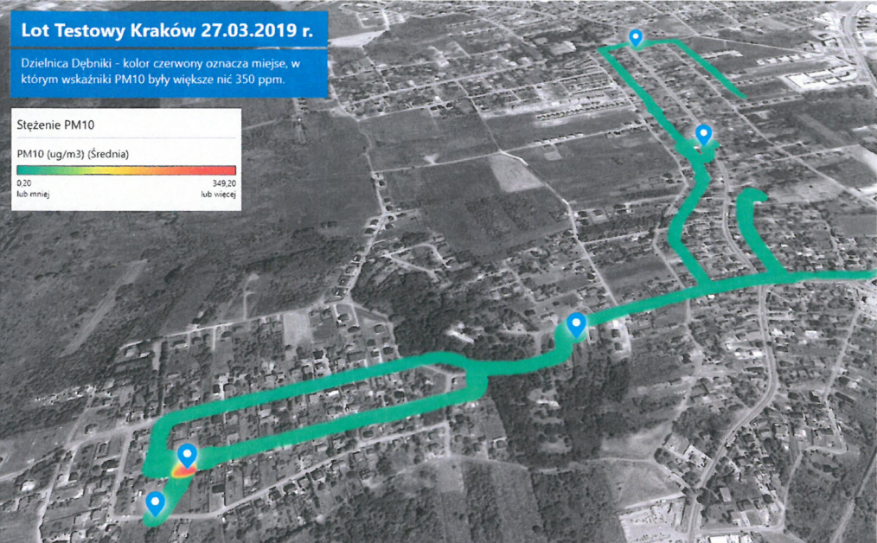 Lot Testowy Kraków 27.03.2019 r.
Dzielnica Dębniki - kolor czerwony oznacza miejse, w
którym wskaźniki PM10 były większe nić 350 ppm.
Stężenie PM10
PM10 (ug/m3) (Średnia)
0,20 349,20
lub mniej lub więcej